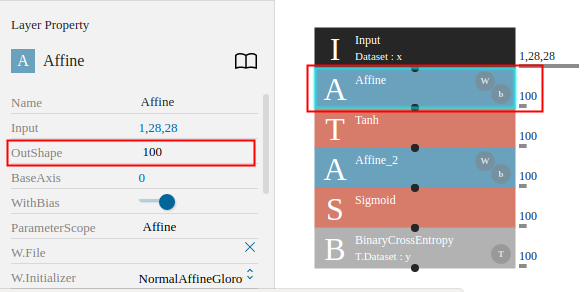 Layer Property
A Affine
Name Affine
Input 1,28,28
OutShape 100
BaseAxis 0
WithBias
ParameterScope Affine
W.File
W.Initializer NormalAffineGloro
I Input
Dataset : x
1,28,28
A Affine W b
100
T Tanh
100
A Affine_2 W b
100
S Sigmoid
100
B BinaryCrossEntropy
T.Dataset : y T
100